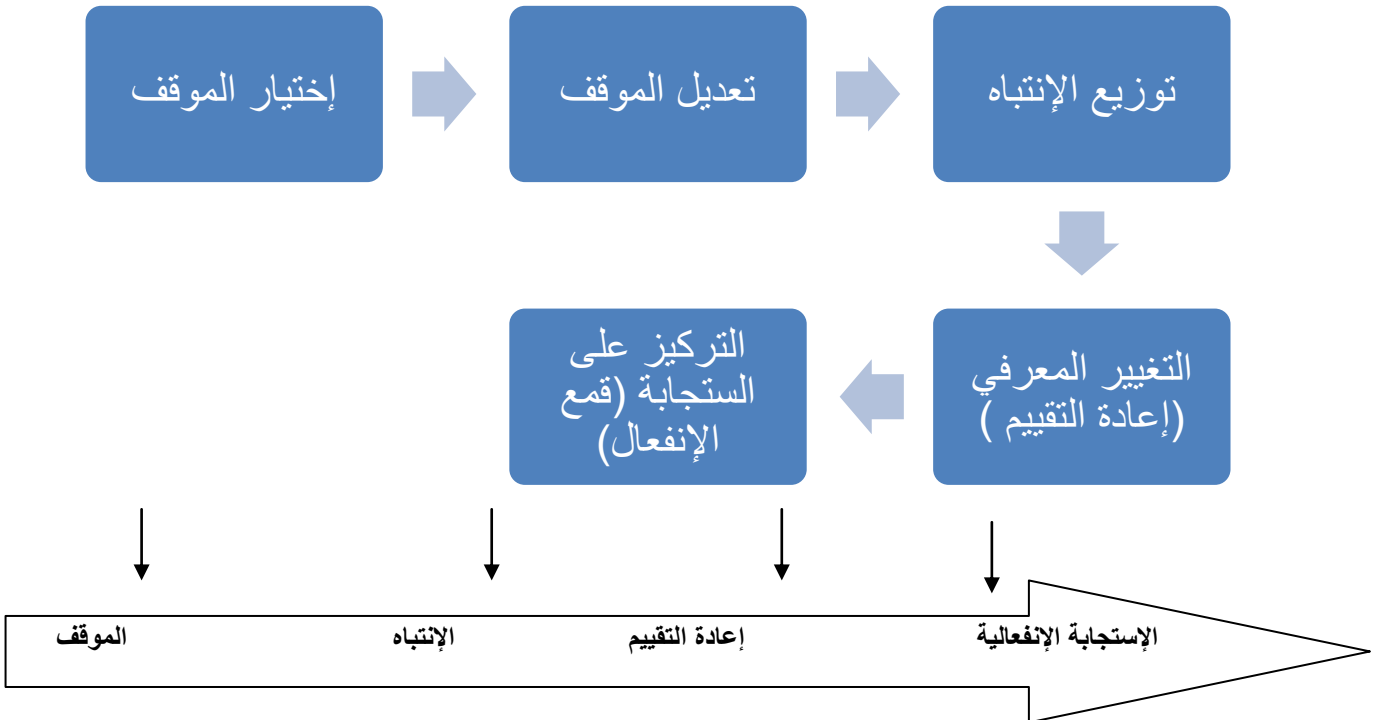 إختيار الموقف
تعديل الموقف
توزيع الإنتباه
التغيير المعرفي
(إعادة التقييم )
التركيز على
الستجابة (قمع
الإنفعال)
الموقف
الإنتباه
إعادة التقييم
الإستجابة الإنفعالية